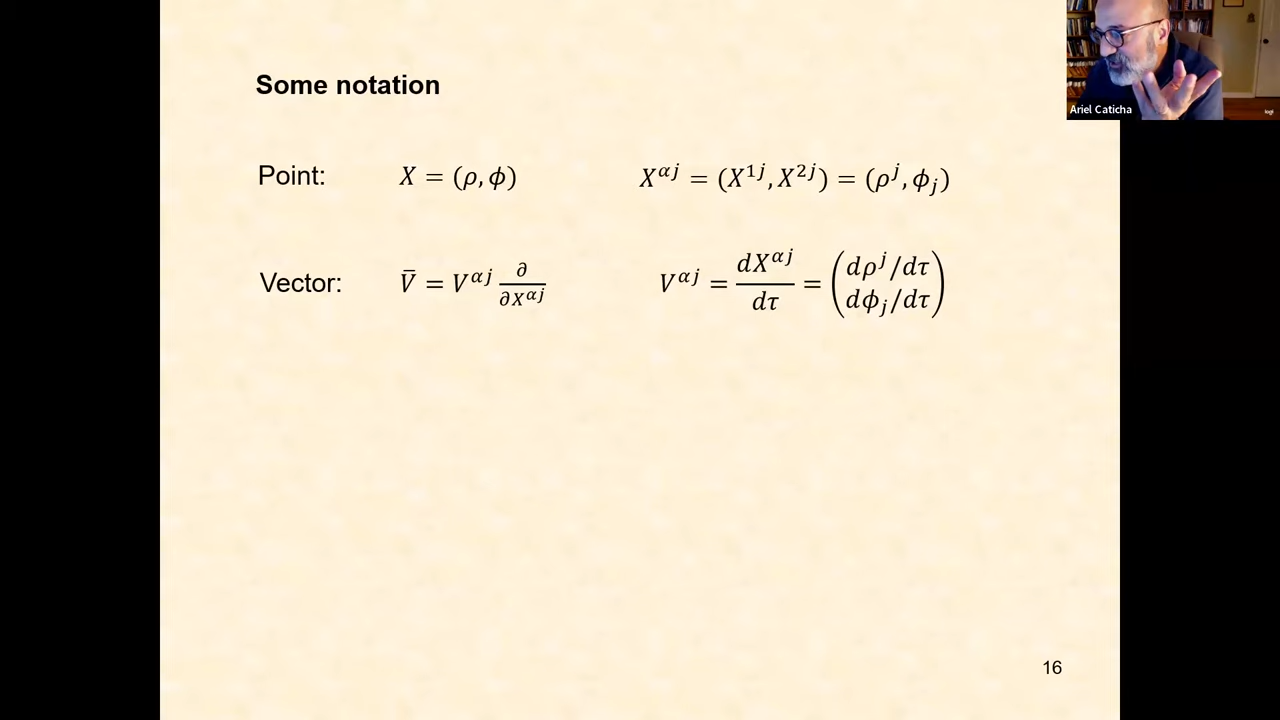 Some notation
Point: X = (ρ, ϕ) X^{αj} = (X^{1j}, X^{2j}) = (ρ^j, ϕ_j)
Vector: V̄ = V^{αj} ∂/∂X^{αj} V^{αj} = dX^{αj}/dτ = (dρ^j/dτ dϕ_j/dτ)
16
Ariel Caticha
logi